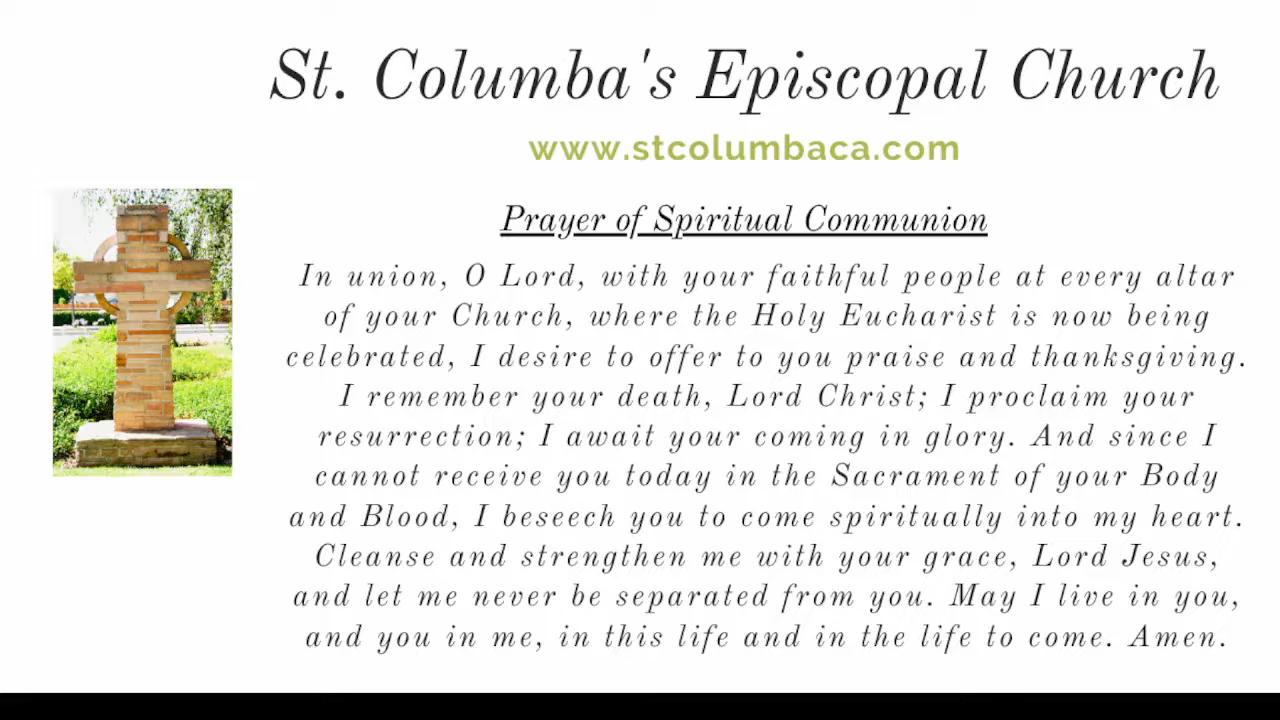 St. Columba's Episcopal Church
www.stcolumbaca.com
Prayer of Spiritual Communion
In union, O Lord, with your faithful people at every altar
of your Church, where the Holy Eucharist is now being
celebrated, I desire to offer to you praise and thanksgiving.
I remember your death, Lord Christ; I proclaim your
resurrection; I await your coming in glory. And since I
cannot receive you today in the Sacrament of your Body
and Blood, I beseech you to come spiritually into my heart.
Cleanse and strengthen me with your grace, Lord Jesus,
and let me never be separated from you. May I live in you,
and you in me, in this life and in the life to come. Amen.